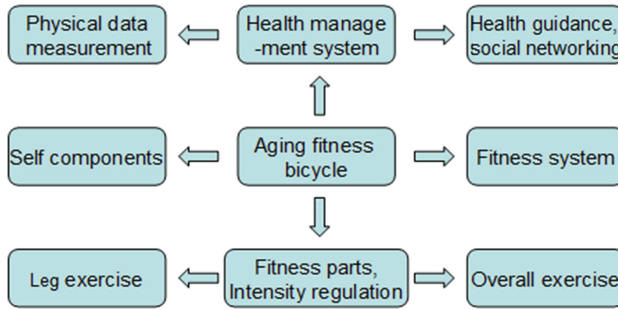 Physical data
measurement
Health manage
-ment system
Health guidance,
social networking
Self components
Aging fitness
bicycle
Fitness system
Leg exercise
Fitness parts,
Intensity regulation
Overall exercise